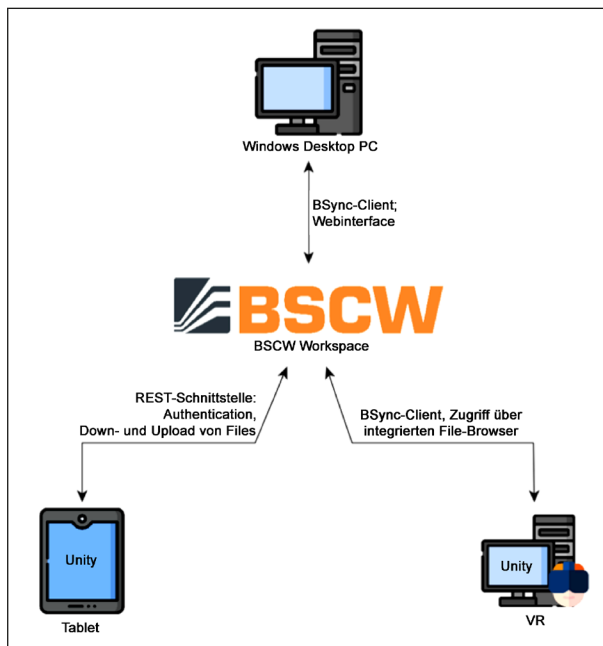 Windows Desktop PC
BSync-Client;
Webinterface
BSCW
BSCW Workspace
REST-Schnittstelle:
Authentication,
Down- und Upload von Files
BSync-Client, Zugriff über
integrierten File-Browser
Unity
Tablet
Unity
VR